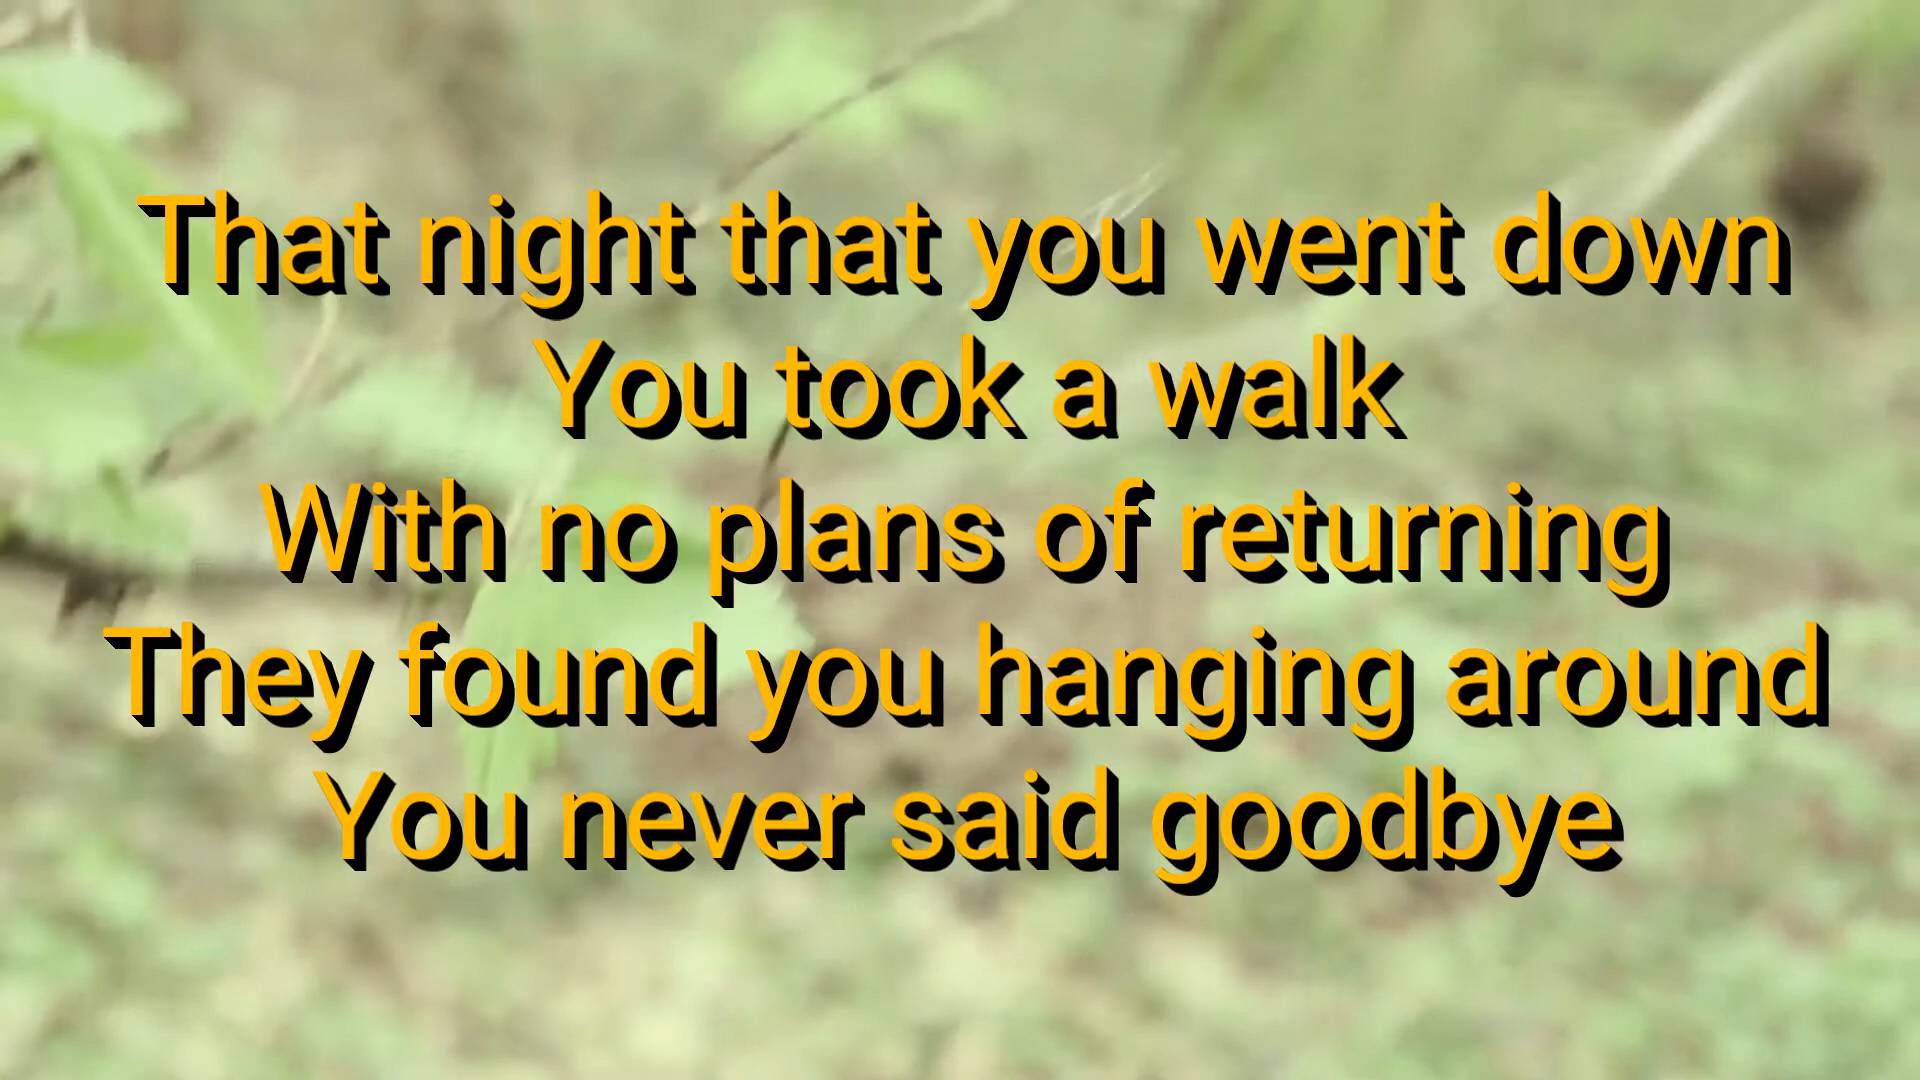 That night that you went down
You took a walk
With no plans of returning
They found you hanging around
You never said goodbye